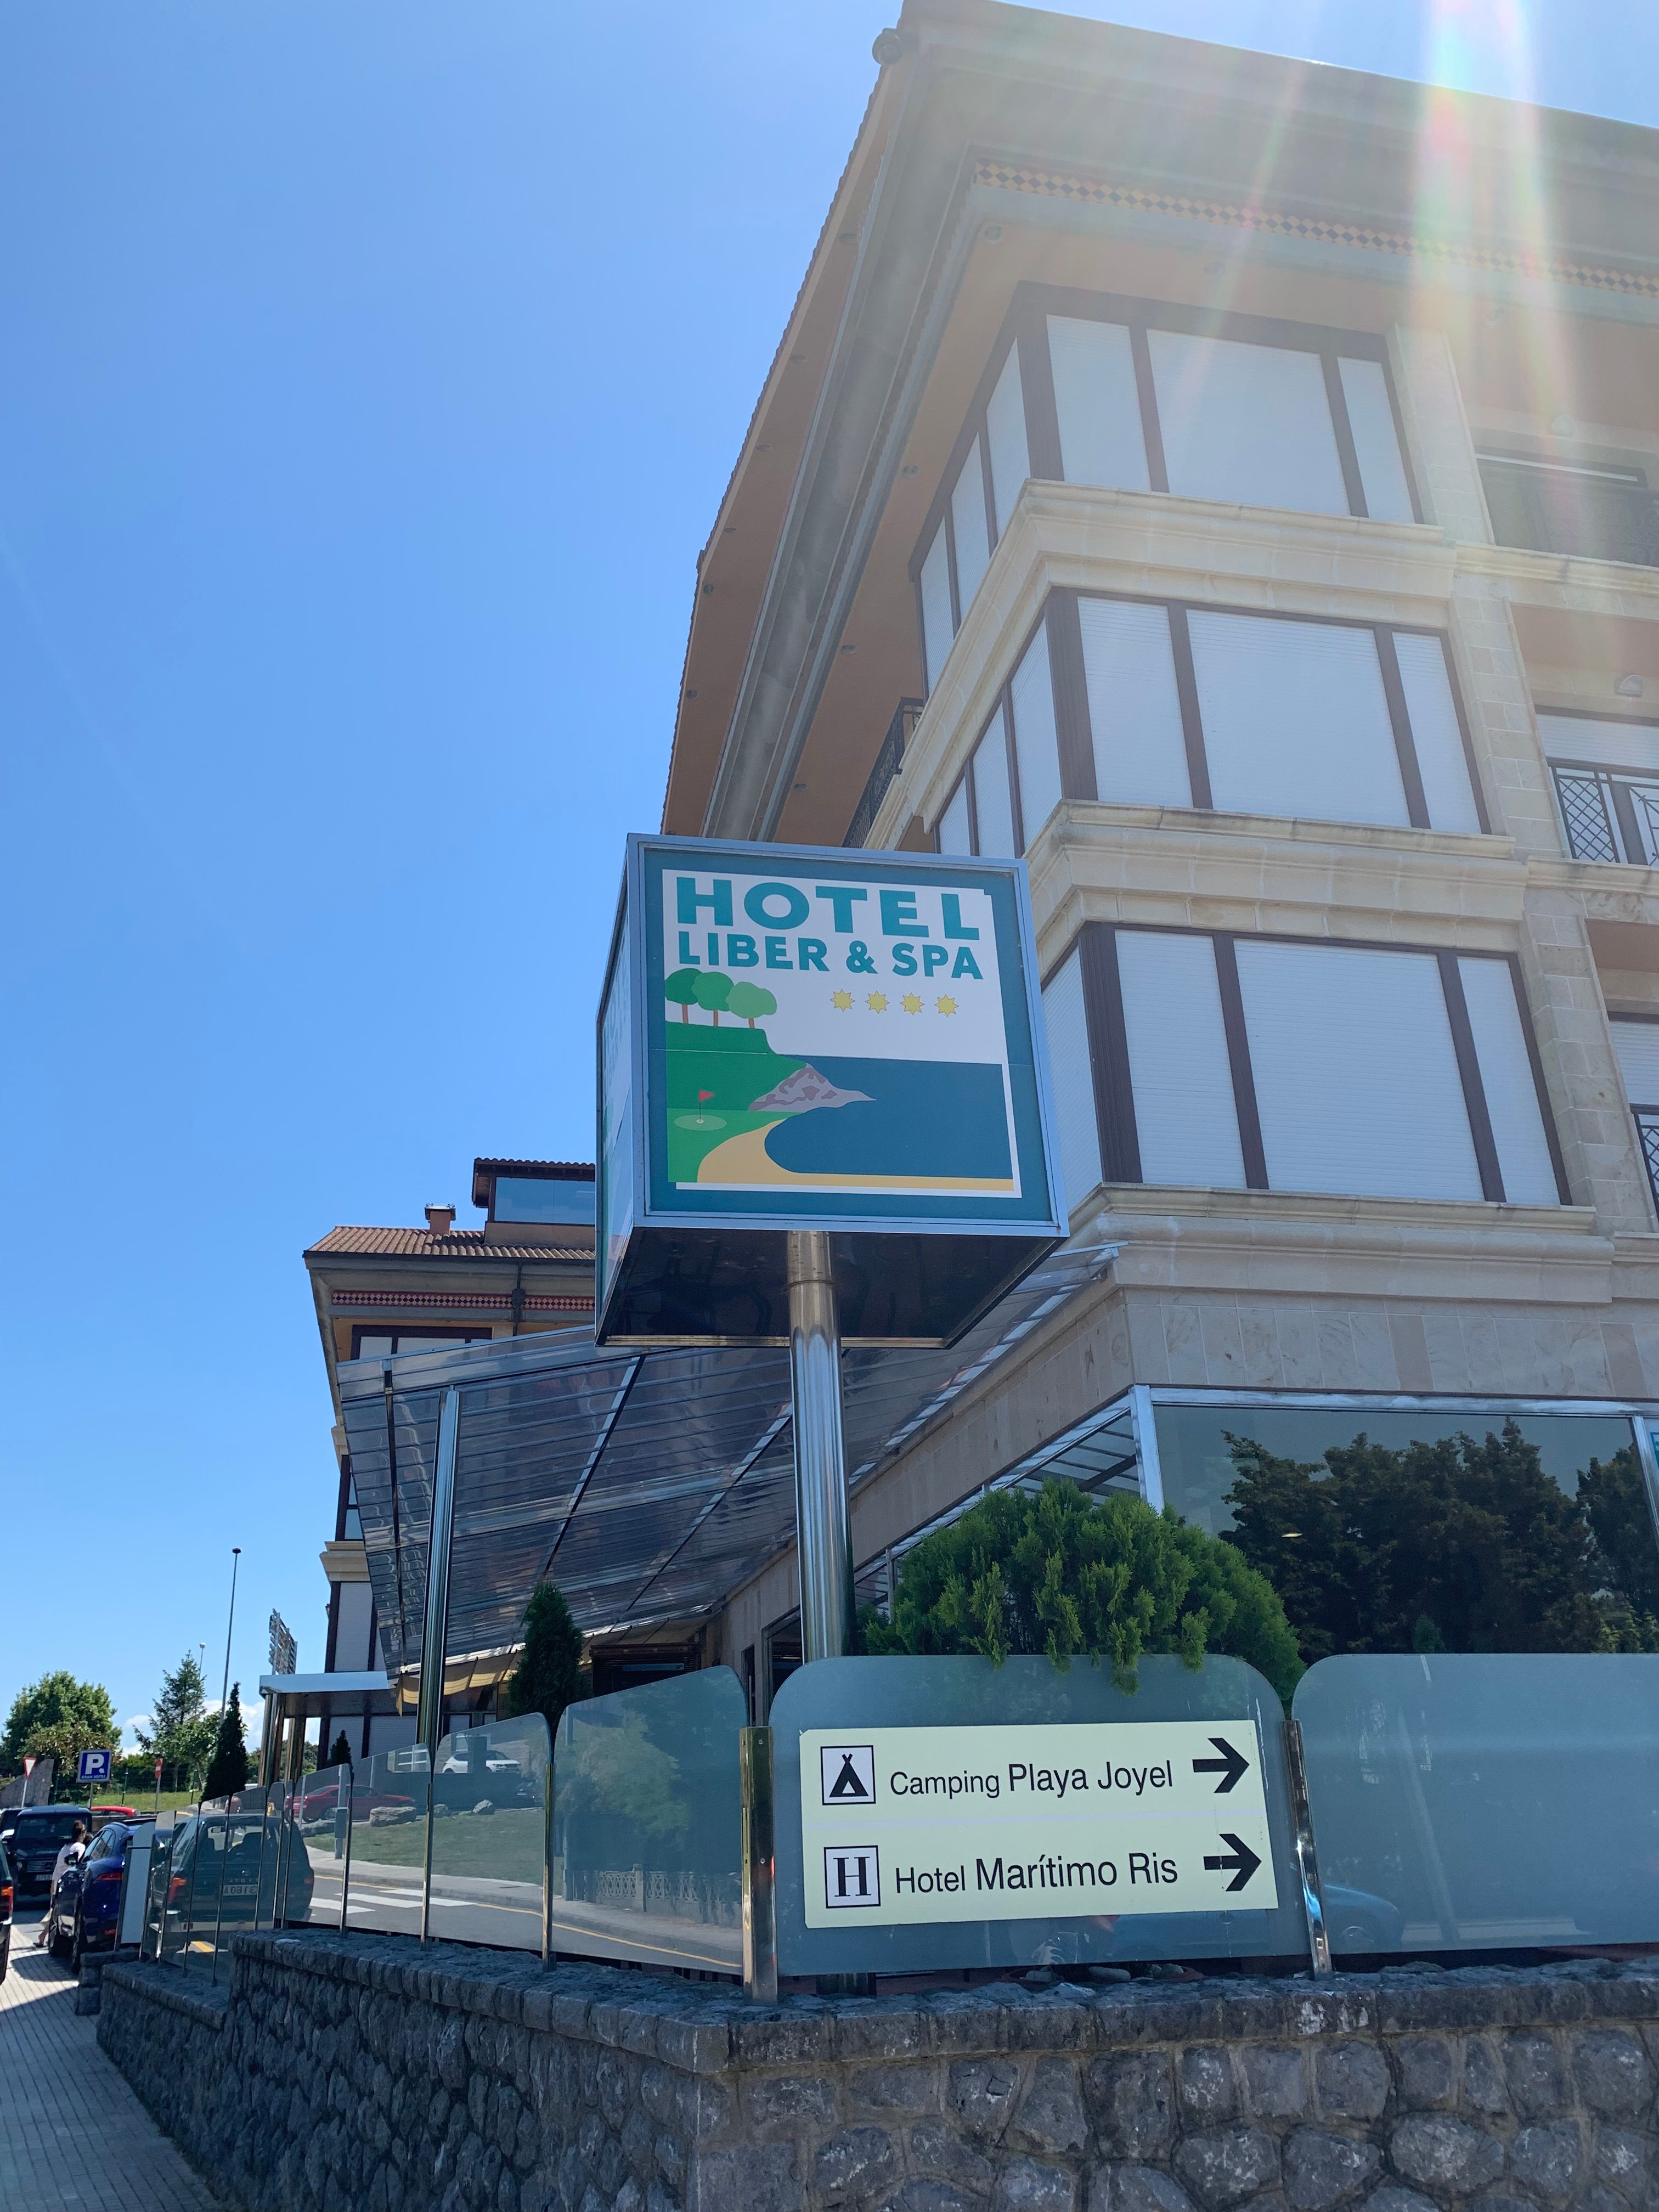 HOTEL
LIBER & SPA
Camping Playa Joyel
H Hotel Marítimo Ris
P